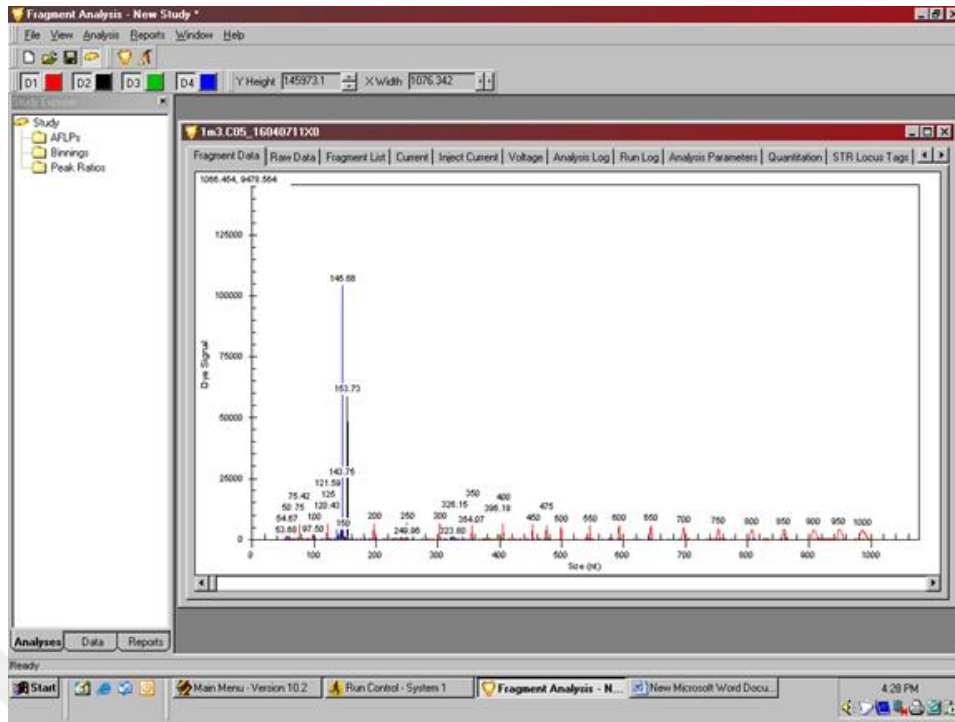 Fragment Analysis - New Study *
File View Analysis Reports Window Help
D1 D2 D3 D4 Y Height 145973.1 X Width 1076.342
Study Explorer
Study
AFLPs
Binnings
Peak Ratios
1m3.C05_16040711X0
Fragment Data Raw Data Fragment List Current Inject Current Voltage Analysis Log Run Log Analysis Parameters Quantitation STR Locus Tags
1066.464, 9478.564
Dye Signal
125000
100000
75000
50000
25000
0
146.68
153.73
140.75
121.59
75.42 125 350 400
50 75 120.43 326.15 396.19 475
54.67 100 200 250 300 354.07 450 500 550 600 650 700 750 800 850 900 950 1000
53.60 97.50 150 249.96 323.60
0 100 200 300 400 500 600 700 800 900 1000
Size (nt)
Analyses Data Reports
Ready
Start Main Menu - Version 10.2 Run Control - System 1 Fragment Analysis - N... New Microsoft Word Docu... 4:28 PM